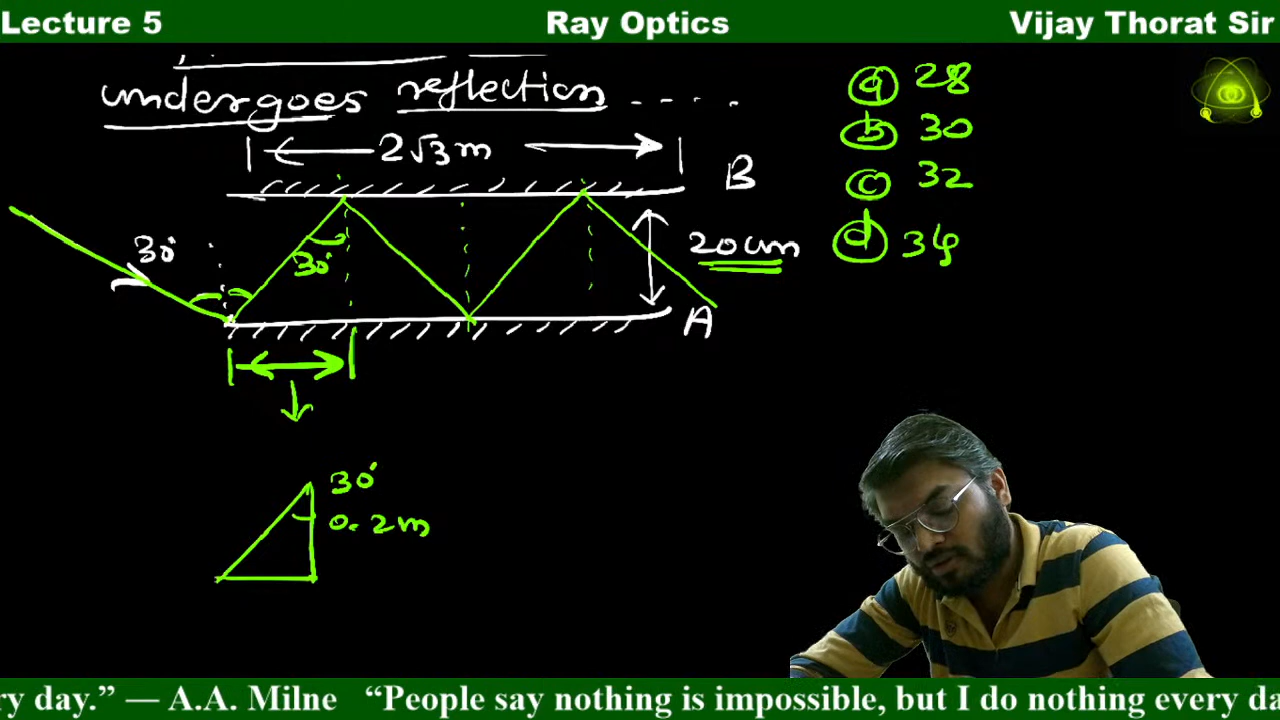 Lecture 5 Ray Optics Vijay Thorat Sir
undergoes reflection ....
2√3m
B
30°
30°
20cm
A
a 28
b 30
c 32
d 34
30°
0.2m
ry day.” — A.A. Milne “People say nothing is impossible, but I do nothing every da